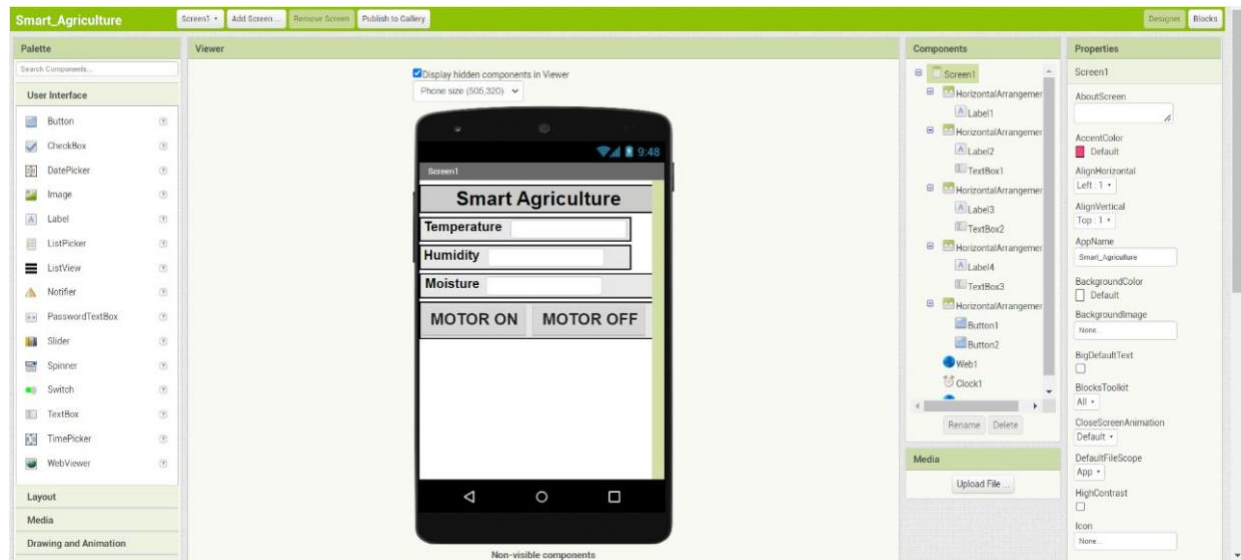 Smart_Agriculture
Screen1
Add Screen ...
Remove Screen
Publish to Gallery
Designer
Blocks
Palette
Search Components...
User Interface
Button
CheckBox
DatePicker
Image
Label
ListPicker
ListView
Notifier
PasswordTextBox
Slider
Spinner
Switch
TextBox
TimePicker
WebViewer
Layout
Media
Drawing and Animation
Viewer
Display hidden components in Viewer
Phone size (505,320)
9:48
Screen1
Smart Agriculture
Temperature
Humidity
Moisture
MOTOR ON MOTOR OFF
Non-visible components
Components
Screen1
HorizontalArrangemer
Label1
HorizontalArrangemer
Label2
TextBox1
HorizontalArrangemer
Label3
TextBox2
HorizontalArrangemer
Label4
TextBox3
HorizontalArrangemer
Button1
Button2
Web1
Clock1
Rename Delete
Media
Upload File ...
Properties
Screen1
AboutScreen
AccentColor
Default
AlignHorizontal
Left : 1
AlignVertical
Top : 1
AppName
Smart_Agriculture
BackgroundColor
Default
BackgroundImage
None...
BigDefaultText
BlocksToolkit
All
CloseScreenAnimation
Default
DefaultFileScope
App
HighContrast
Icon
None...